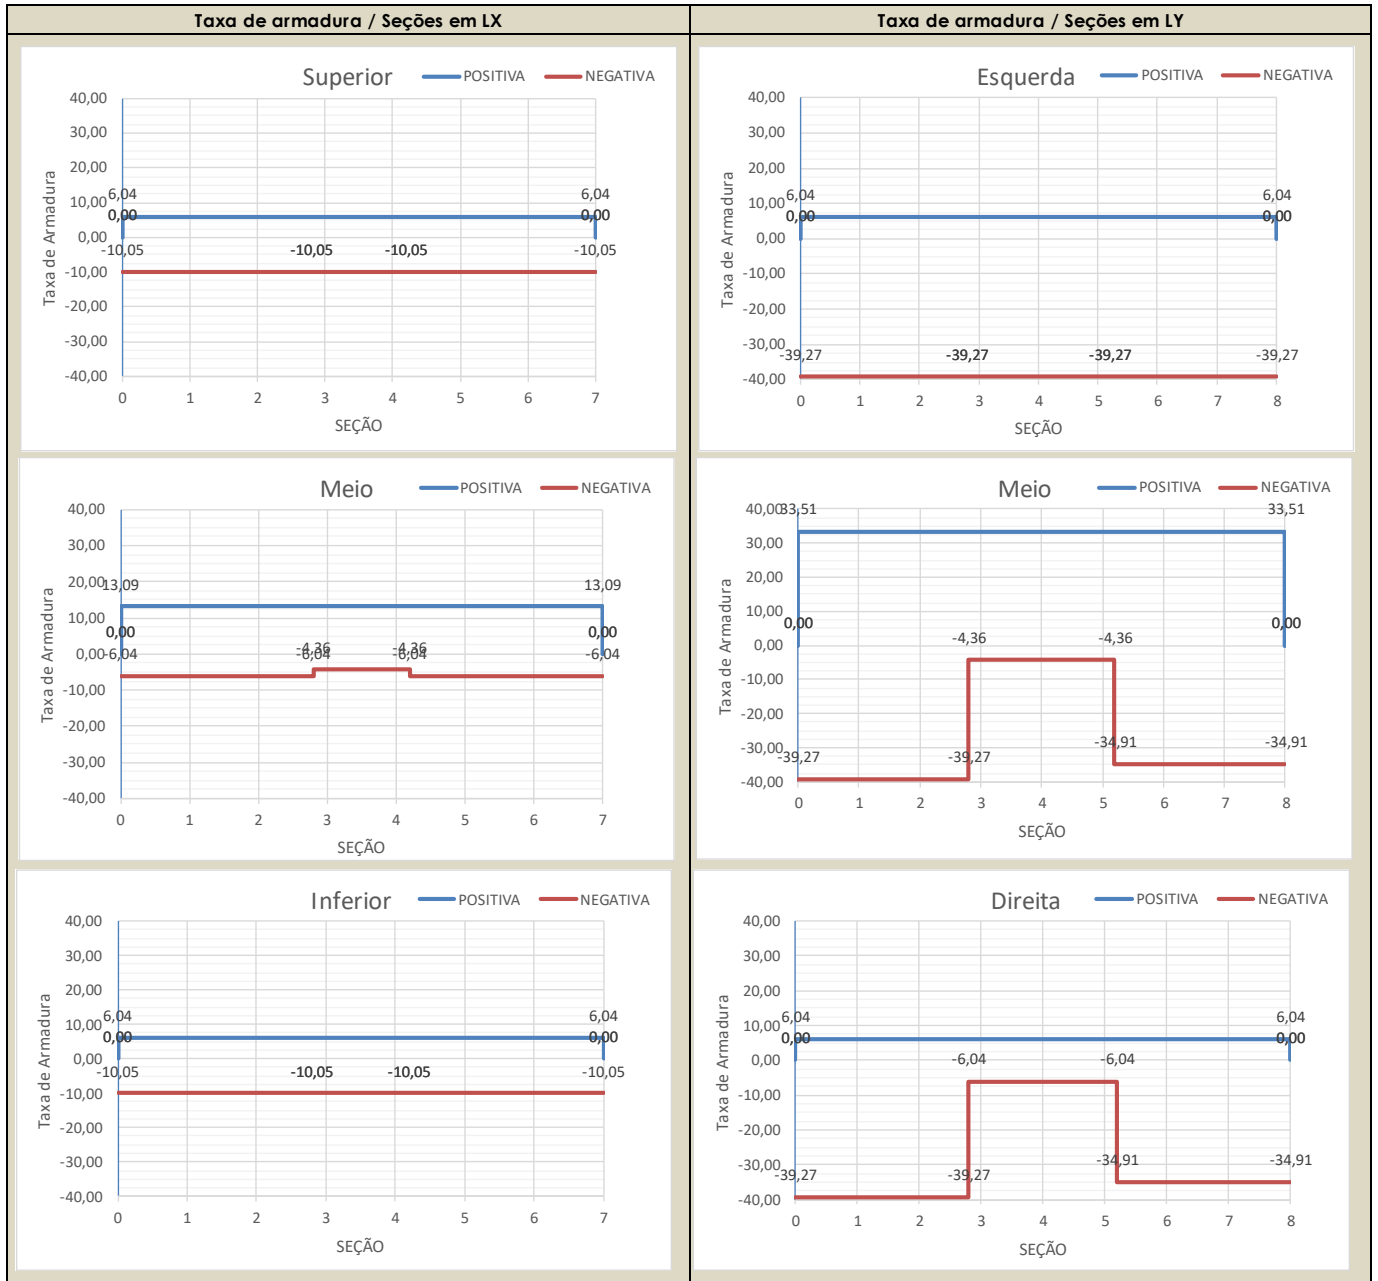 Taxa de armadura / Seções em LX
Taxa de armadura / Seções em LY
Superior
POSITIVA NEGATIVA
40,00
30,00
20,00
10,00
0,00
-10,00
-20,00
-30,00
-40,00
Taxa de Armadura
6,04 6,04
0,00 0,00
-10,05 -10,05 -10,05 -10,05
0 1 2 3 4 5 6 7
SEÇÃO
Esquerda
POSITIVA NEGATIVA
40,00
30,00
20,00
10,00
0,00
-10,00
-20,00
-30,00
-40,00
Taxa de Armadura
6,04 6,04
0,00 0,00
-39,27 -39,27 -39,27 -39,27
0 1 2 3 4 5 6 7 8
SEÇÃO
Meio
POSITIVA NEGATIVA
40,00
30,00
20,00
10,00
0,00
-10,00
-20,00
-30,00
-40,00
Taxa de Armadura
13,09 13,09
0,00 0,00
-4,36 -4,36
-6,04 -6,04 -6,04 -6,04
0 1 2 3 4 5 6 7
SEÇÃO
Meio
POSITIVA NEGATIVA
40,00
30,00
20,00
10,00
0,00
-10,00
-20,00
-30,00
-40,00
Taxa de Armadura
33,51 33,51
0,00 0,00
-4,36 -4,36
-39,27 -39,27 -34,91 -34,91
0 1 2 3 4 5 6 7 8
SEÇÃO
Inferior
POSITIVA NEGATIVA
40,00
30,00
20,00
10,00
0,00
-10,00
-20,00
-30,00
-40,00
Taxa de Armadura
6,04 6,04
0,00 0,00
-10,05 -10,05 -10,05 -10,05
0 1 2 3 4 5 6 7
SEÇÃO
Direita
POSITIVA NEGATIVA
40,00
30,00
20,00
10,00
0,00
-10,00
-20,00
-30,00
-40,00
Taxa de Armadura
6,04 6,04
0,00 0,00
-6,04 -6,04
-39,27 -39,27 -34,91 -34,91
0 1 2 3 4 5 6 7 8
SEÇÃO